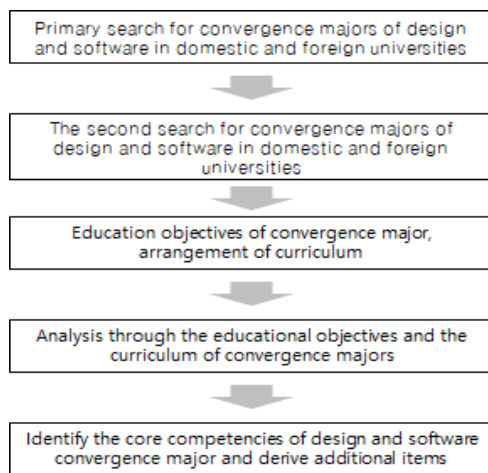 Primary search for convergence majors of design
and software in domestic and foreign universities
The second search for convergence majors of
design and software in domestic and foreign
universities
Education objectives of convergence major,
arrangement of curriculum
Analysis through the educational objectives and the
curriculum of convergence majors
Identify the core competencies of design and software
convergence major and derive additional items